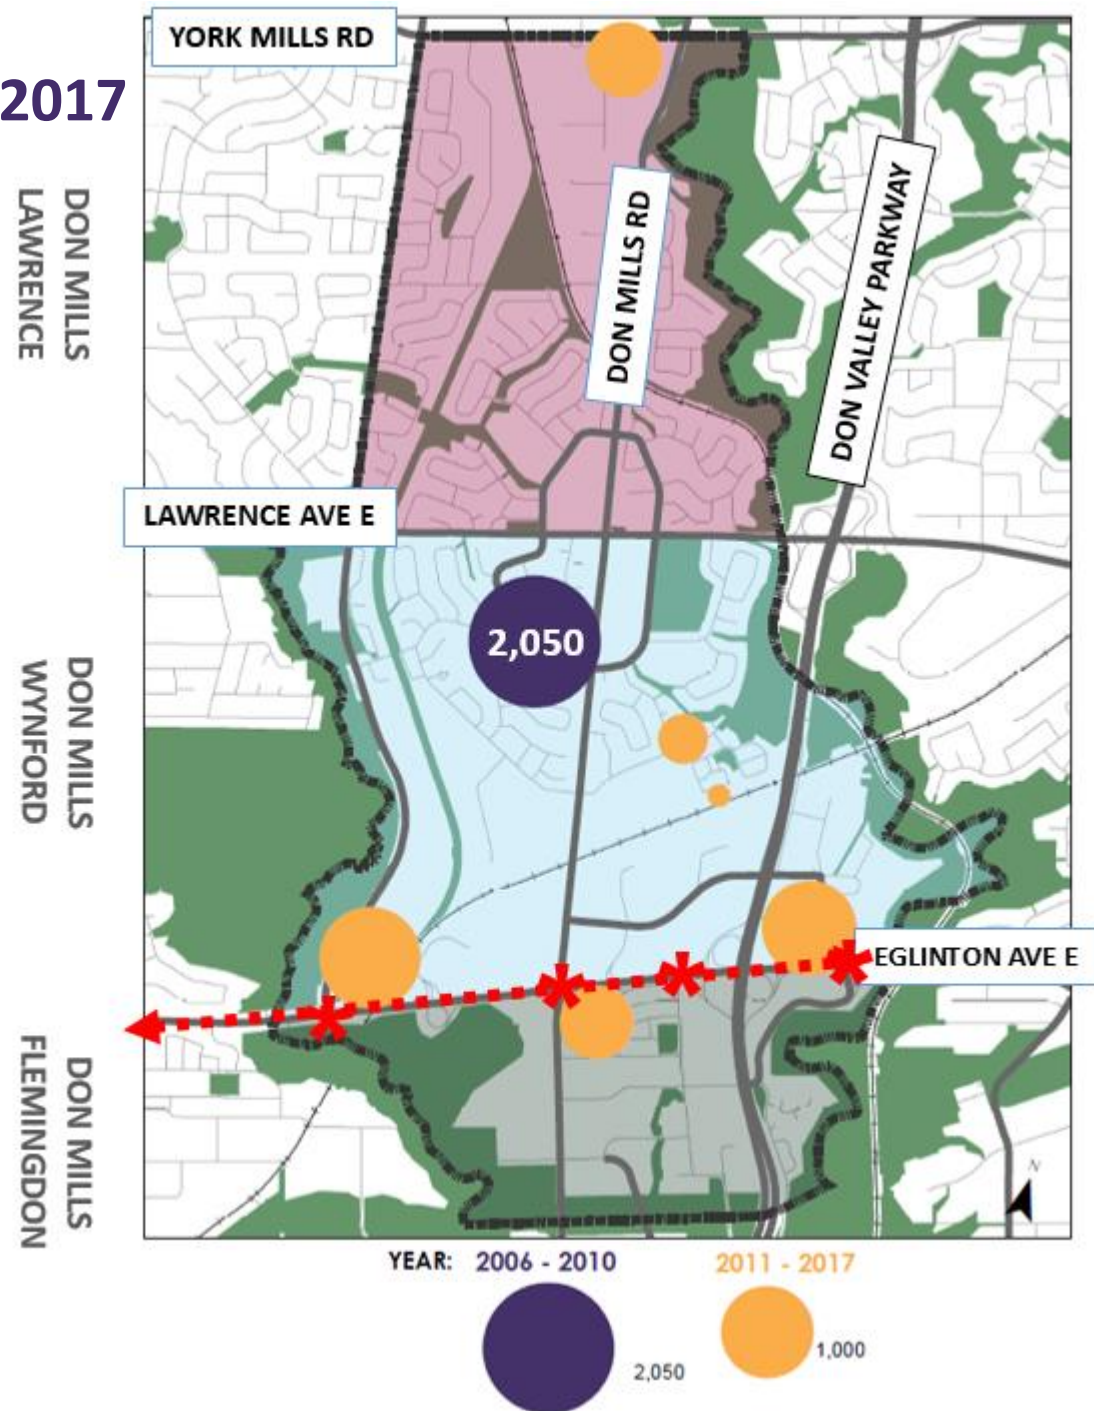 YORK MILLS RD
2017
DON MILLS
LAWRENCE
DON MILLS RD
DON VALLEY PARKWAY
LAWRENCE AVE E
2,050
DON MILLS
WYNFORD
EGLINTON AVE E
DON MILLS
FLEMINGDON
N
YEAR: 2006 - 2010 2011 - 2017
2,050
1,000